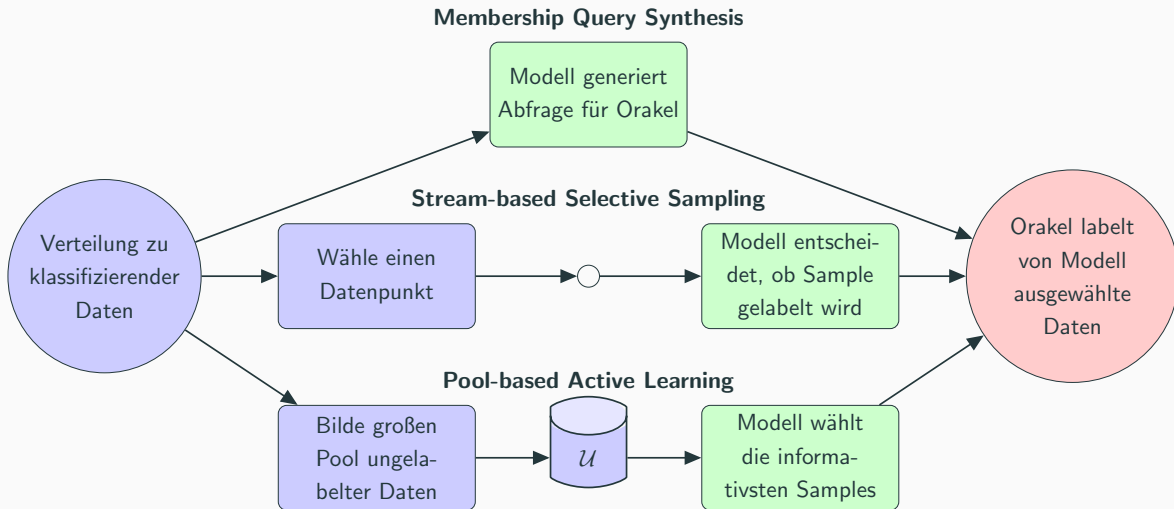 Membership Query Synthesis
Modell generiert
Abfrage für Orakel
Stream-based Selective Sampling
Verteilung zu
klassifizierender
Daten
Wähle einen
Datenpunkt
Modell entschei-
det, ob Sample
gelabelt wird
Orakel labelt
von Modell
ausgewählte
Daten
Pool-based Active Learning
Bilde großen
Pool ungela-
belter Daten
𝒰
Modell wählt
die informa-
tivsten Samples